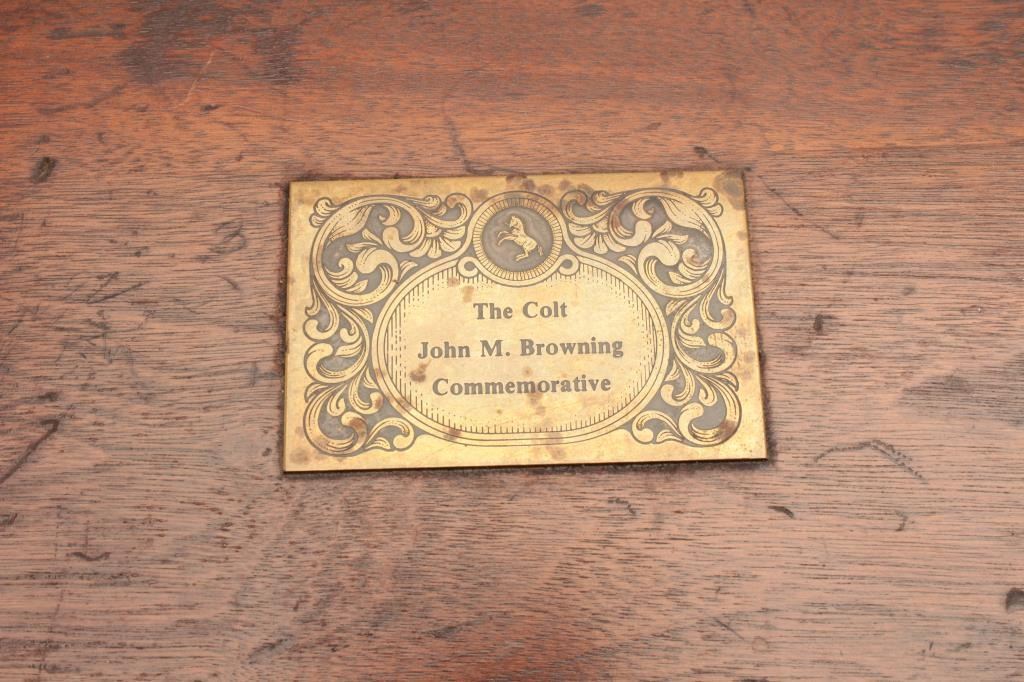 The Colt
John M. Browning
Commemorative